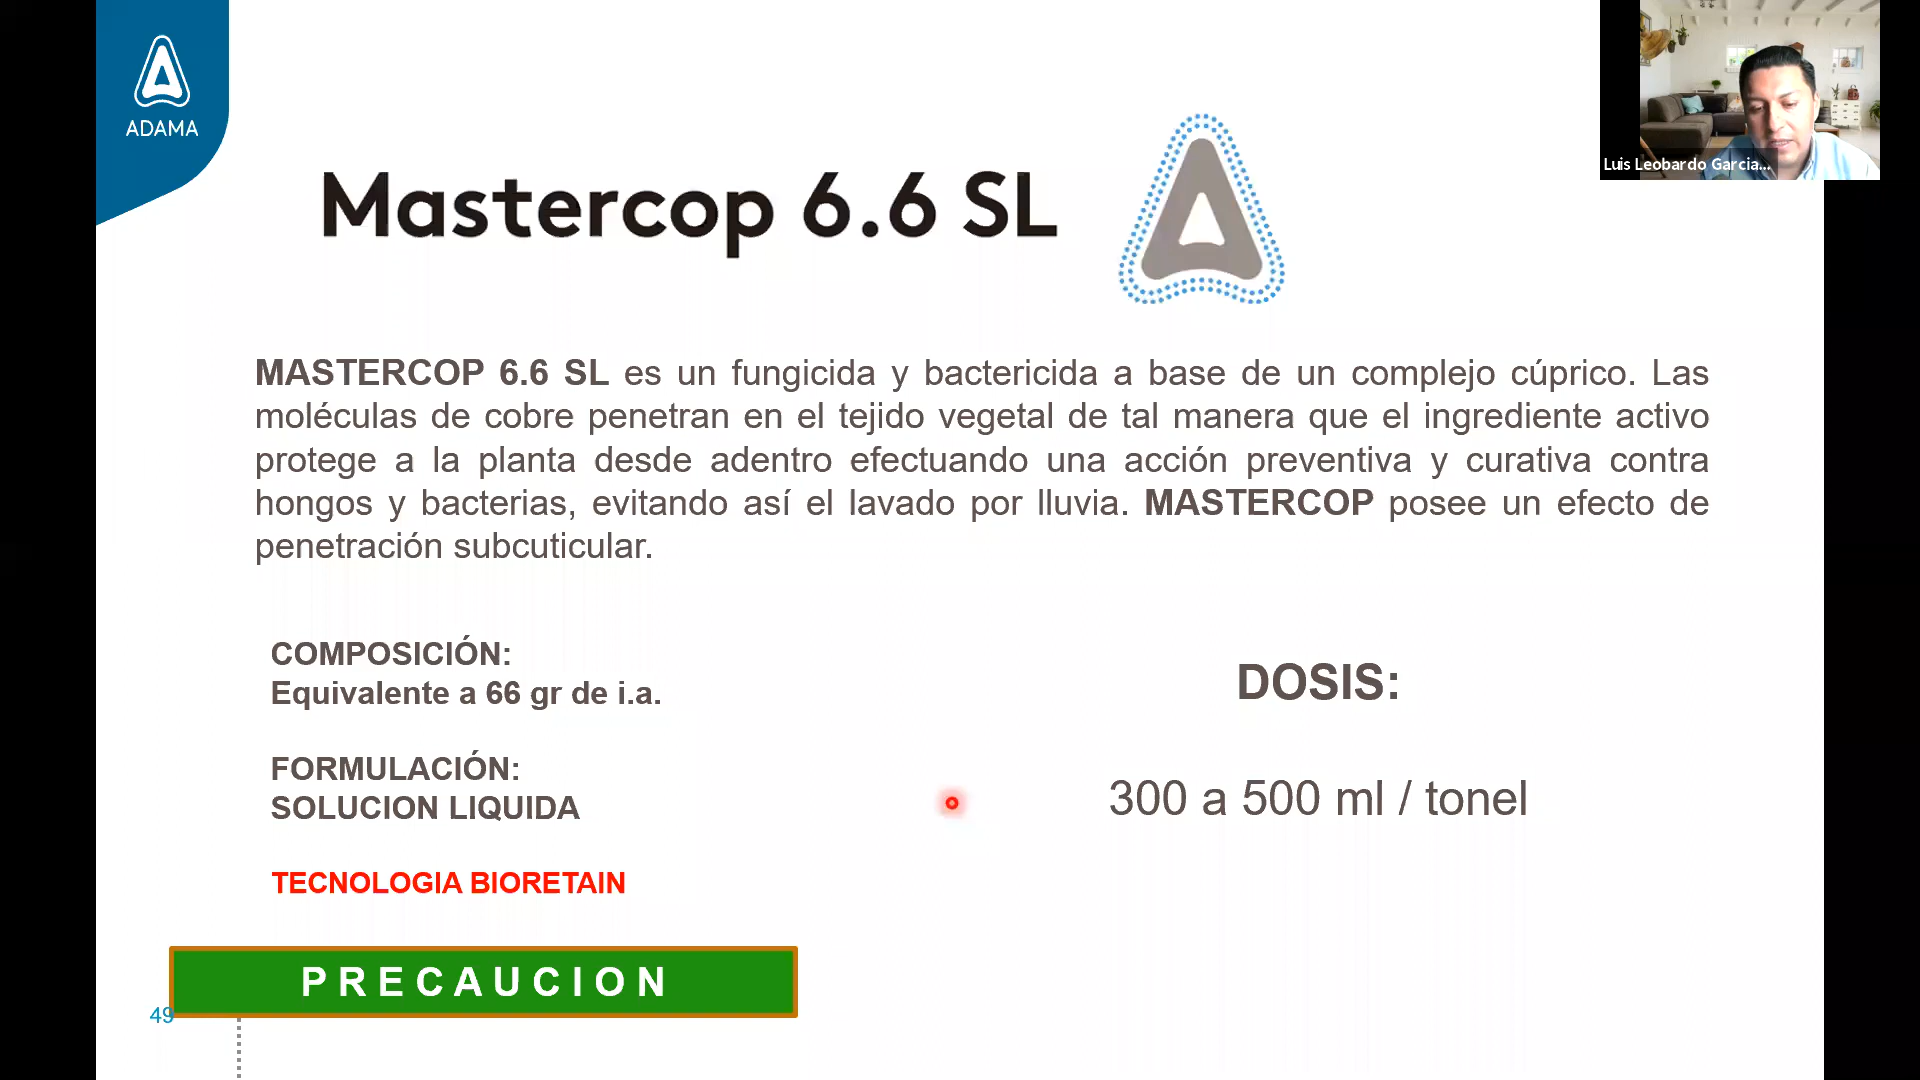 ADAMA
Luis Leobardo Garcia...
Mastercop 6.6 SL
MASTERCOP 6.6 SL es un fungicida y bactericida a base de un complejo cúprico. Las
moléculas de cobre penetran en el tejido vegetal de tal manera que el ingrediente activo
protege a la planta desde adentro efectuando una acción preventiva y curativa contra
hongos y bacterias, evitando así el lavado por lluvia. MASTERCOP posee un efecto de
penetración subcuticular.
COMPOSICIÓN:
Equivalente a 66 gr de i.a.
FORMULACIÓN:
SOLUCION LIQUIDA
TECNOLOGIA BIORETAIN
DOSIS:
300 a 500 ml / tonel
PRECAUCION
49